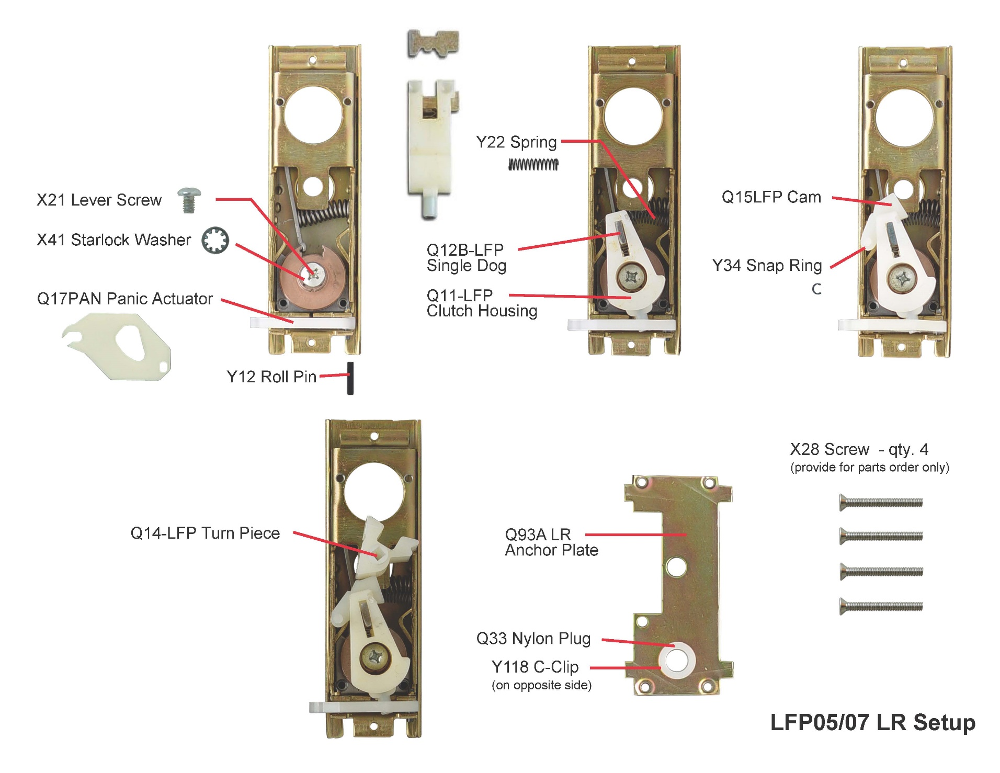 Y22 Spring
X21 Lever Screw
X41 Starlock Washer
Q17PAN Panic Actuator
Y12 Roll Pin
Q12B-LFP
Single Dog
Q11-LFP
Clutch Housing
Q15LFP Cam
Y34 Snap Ring
Q14-LFP Turn Piece
X28 Screw - qty. 4
(provide for parts order only)
Q93A LR
Anchor Plate
Q33 Nylon Plug
Y118 C-Clip
(on opposite side)
LFP05/07 LR Setup